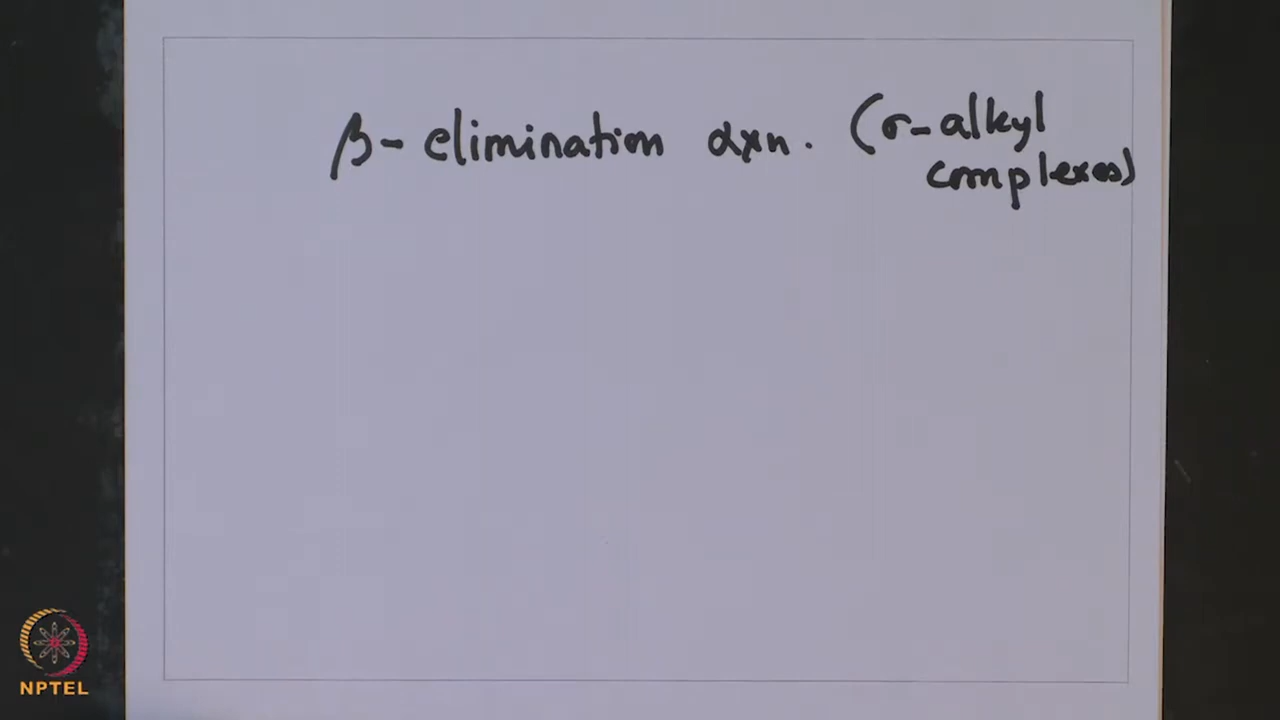 β- elimination rxn. (σ-alkyl
complexes)
NPTEL